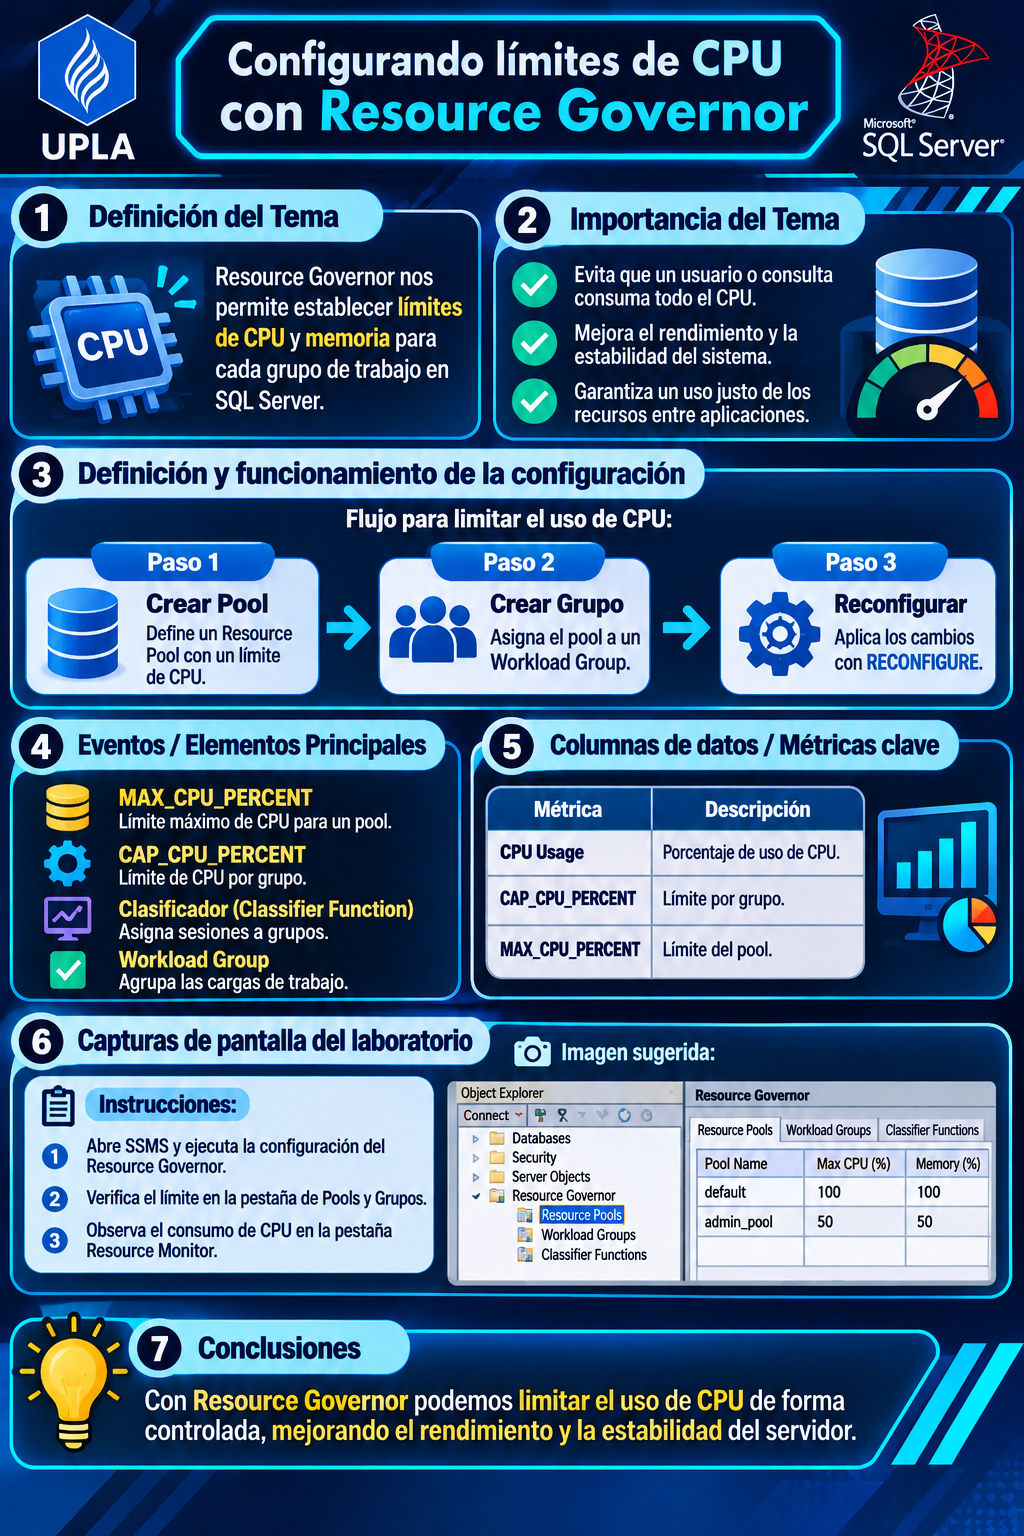 UPLA
Configurando límites de CPU
con Resource Governor
Microsoft®
SQL Server®
1 Definición del Tema
CPU
Resource Governor nos
permite establecer límites
de CPU y memoria para
cada grupo de trabajo en
SQL Server.
2 Importancia del Tema
Evita que un usuario o consulta
consuma todo el CPU.
Mejora el rendimiento y la
estabilidad del sistema.
Garantiza un uso justo de los
recursos entre aplicaciones.
3 Definición y funcionamiento de la configuración
Flujo para limitar el uso de CPU:
Paso 1
Crear Pool
Define un Resource
Pool con un límite
de CPU.
Paso 2
Crear Grupo
Asigna el pool a un
Workload Group.
Paso 3
Reconfigurar
Aplica los cambios
con RECONFIGURE.
4 Eventos / Elementos Principales
MAX_CPU_PERCENT
Límite máximo de CPU para un pool.
CAP_CPU_PERCENT
Límite de CPU por grupo.
Clasificador (Classifier Function)
Asigna sesiones a grupos.
Workload Group
Agrupa las cargas de trabajo.
5 Columnas de datos / Métricas clave
Métrica Descripción
CPU Usage Porcentaje de uso de CPU.
CAP_CPU_PERCENT Límite por grupo.
MAX_CPU_PERCENT Límite del pool.
6 Capturas de pantalla del laboratorio
Instrucciones:
1 Abre SSMS y ejecuta la configuración del
Resource Governor.
2 Verifica el límite en la pestaña de Pools y Grupos.
3 Observa el consumo de CPU en la pestaña
Resource Monitor.
Imagen sugerida:
Object Explorer
Connect
Databases
Security
Server Objects
Resource Governor
Resource Pools
Workload Groups
Classifier Functions
Resource Governor
Resource Pools Workload Groups Classifier Functions
Pool Name Max CPU (%) Memory (%)
default 100 100
admin_pool 50 50
7 Conclusiones
Con Resource Governor podemos limitar el uso de CPU de forma
controlada, mejorando el rendimiento y la estabilidad del servidor.